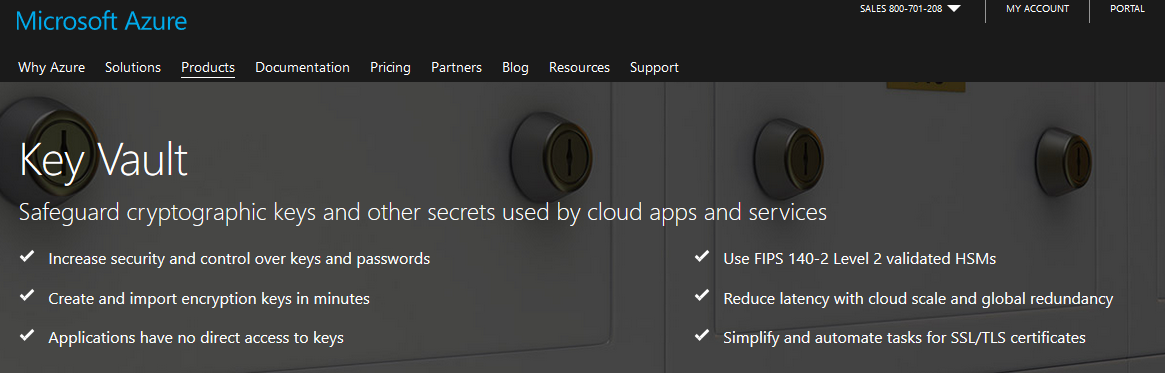 Microsoft Azure
SALES 800-701-208
MY ACCOUNT
PORTAL
Why Azure
Solutions
Products
Documentation
Pricing
Partners
Blog
Resources
Support
Key Vault
Safeguard cryptographic keys and other secrets used by cloud apps and services
Increase security and control over keys and passwords
Create and import encryption keys in minutes
Applications have no direct access to keys
Use FIPS 140-2 Level 2 validated HSMs
Reduce latency with cloud scale and global redundancy
Simplify and automate tasks for SSL/TLS certificates